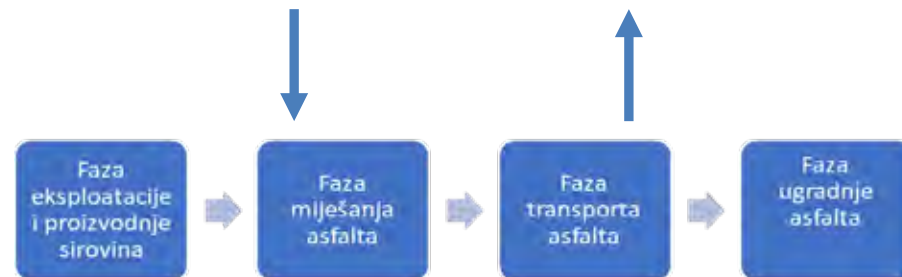 Faza
eksploatacije
i proizvodnje
sirovina
Faza
miješanja
asfalta
Faza
transporta
asfalta
Faza
ugradnje
asfalta